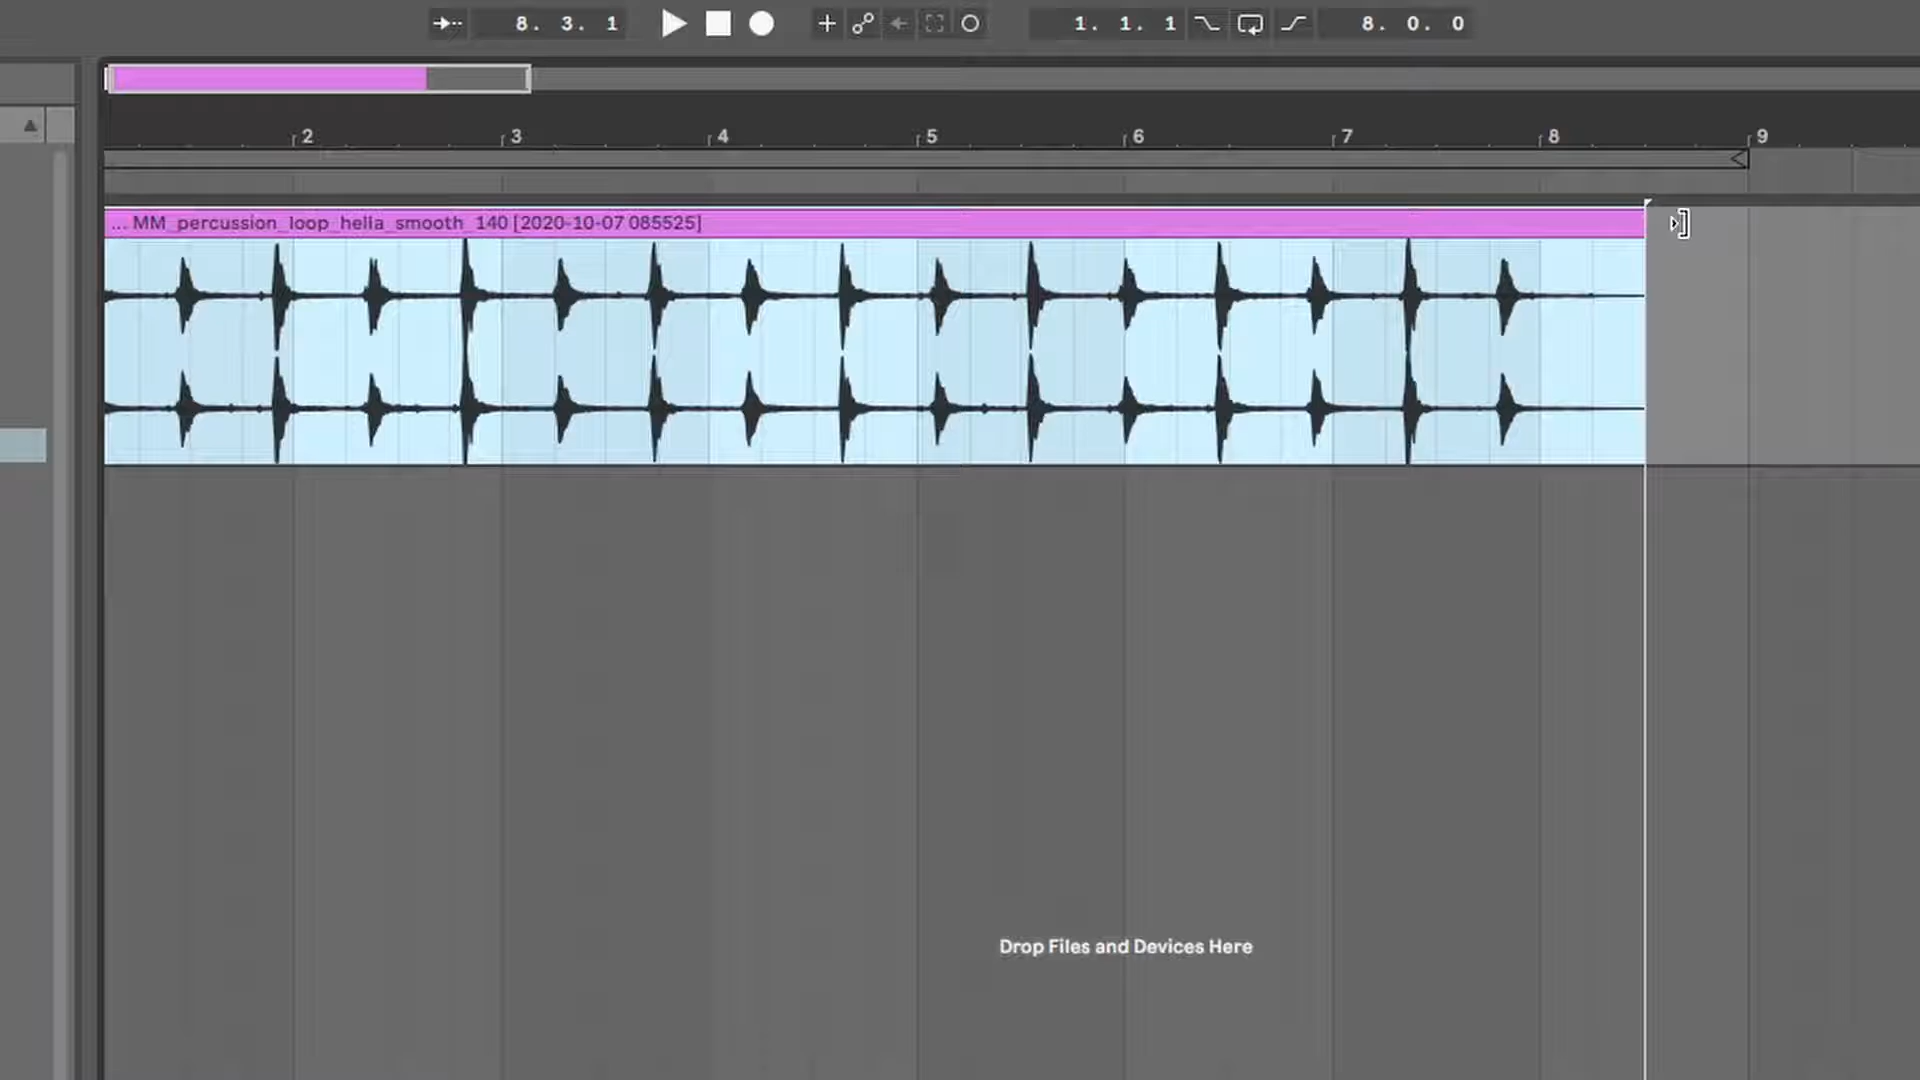 8. 3. 1 1. 1. 1 8. 0. 0
2 3 4 5 6 7 8 9
... MM_percussion_loop_hella_smooth_140 [2020-10-07 085525]
Drop Files and Devices Here